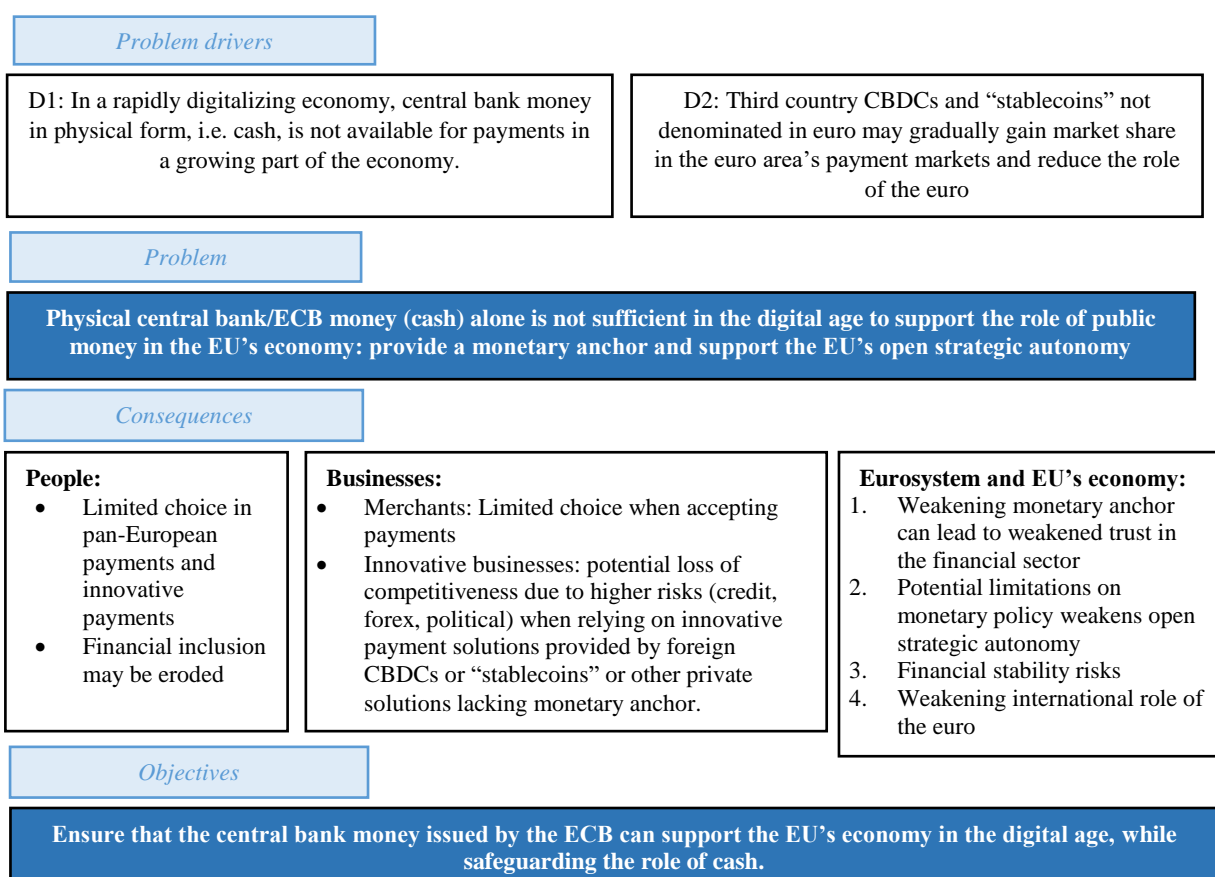 Problem drivers
D1: In a rapidly digitalizing economy, central bank money
in physical form, i.e. cash, is not available for payments in
a growing part of the economy.
D2: Third country CBDCs and “stablecoins” not
denominated in euro may gradually gain market share
in the euro area’s payment markets and reduce the role
of the euro
Problem
Physical central bank/ECB money (cash) alone is not sufficient in the digital age to support the role of public
money in the EU’s economy: provide a monetary anchor and support the EU’s open strategic autonomy
Consequences
People:
• Limited choice in
pan-European
payments and
innovative
payments
• Financial inclusion
may be eroded
Businesses:
• Merchants: Limited choice when accepting
payments
• Innovative businesses: potential loss of
competitiveness due to higher risks (credit,
forex, political) when relying on innovative
payment solutions provided by foreign
CBDCs or “stablecoins” or other private
solutions lacking monetary anchor.
Eurosystem and EU’s economy:
1. Weakening monetary anchor
can lead to weakened trust in
the financial sector
2. Potential limitations on
monetary policy weakens open
strategic autonomy
3. Financial stability risks
4. Weakening international role of
the euro
Objectives
Ensure that the central bank money issued by the ECB can support the EU’s economy in the digital age, while
safeguarding the role of cash.